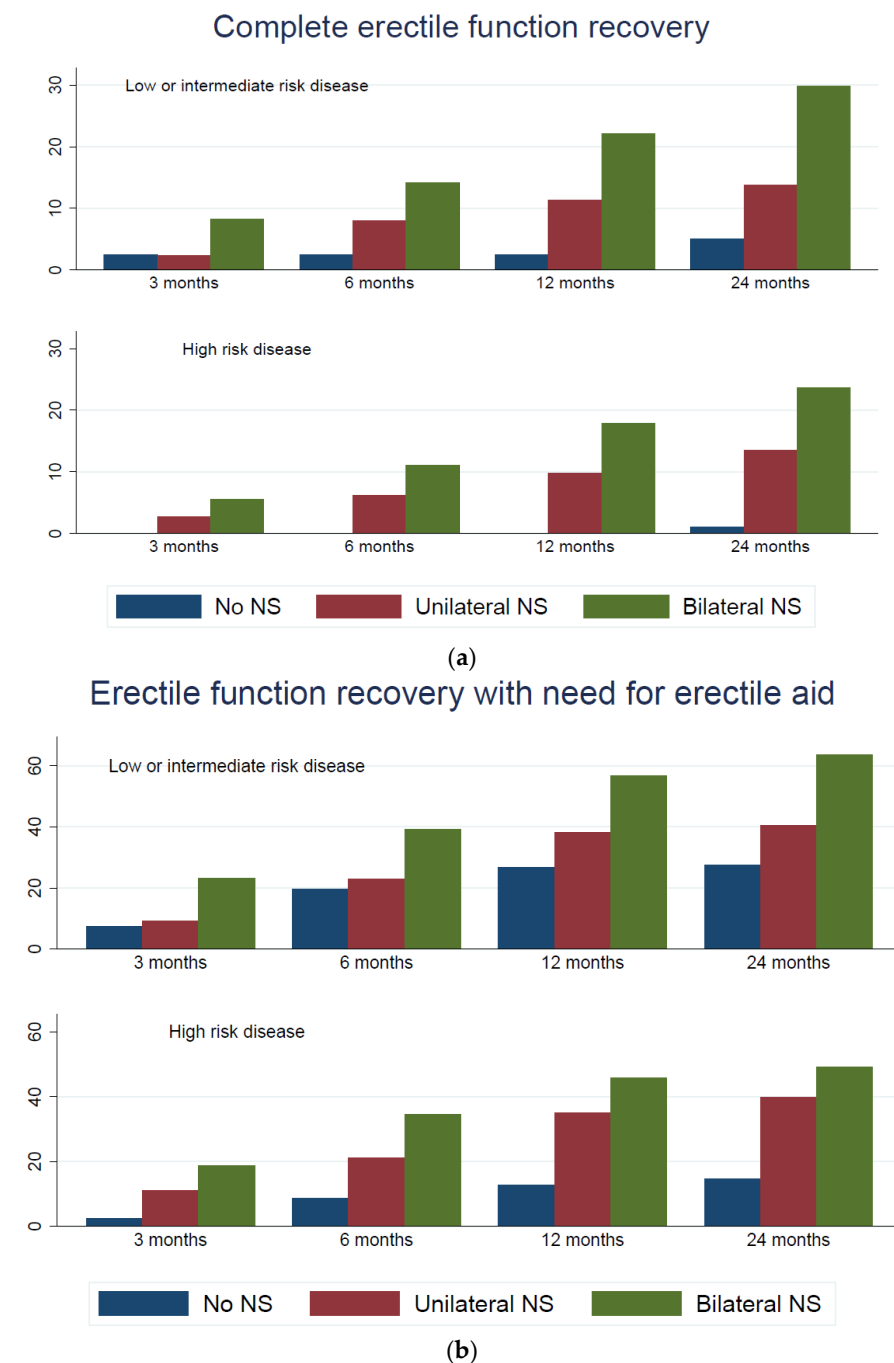 Complete erectile function recovery
Low or intermediate risk disease
30
20
10
0
3 months 6 months 12 months 24 months
High risk disease
30
20
10
0
3 months 6 months 12 months 24 months
No NS Unilateral NS Bilateral NS
(a)
Erectile function recovery with need for erectile aid
Low or intermediate risk disease
60
40
20
0
3 months 6 months 12 months 24 months
High risk disease
60
40
20
0
3 months 6 months 12 months 24 months
No NS Unilateral NS Bilateral NS
(b)